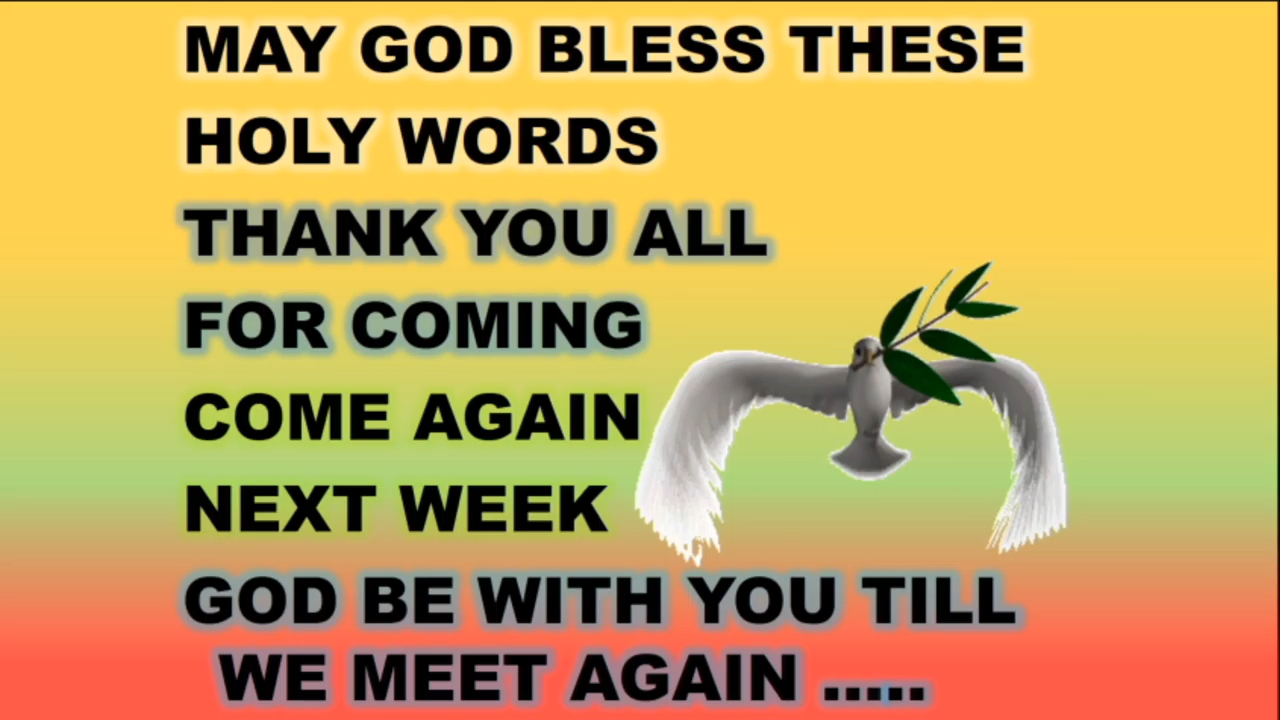 MAY GOD BLESS THESE
HOLY WORDS
THANK YOU ALL
FOR COMING
COME AGAIN
NEXT WEEK
GOD BE WITH YOU TILL
WE MEET AGAIN .....